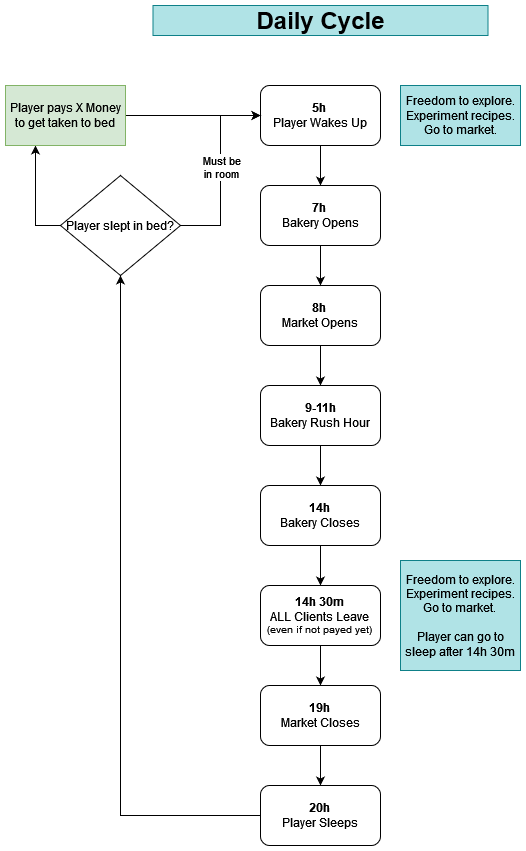 Daily Cycle
Player pays X Money
to get taken to bed
5h
Player Wakes Up
Freedom to explore.
Experiment recipes.
Go to market.
Must be
in room
Player slept in bed?
7h
Bakery Opens
8h
Market Opens
9-11h
Bakery Rush Hour
14h
Bakery Closes
14h 30m
ALL Clients Leave
(even if not payed yet)
Freedom to explore.
Experiment recipes.
Go to market.
Player can go to
sleep after 14h 30m
19h
Market Closes
20h
Player Sleeps